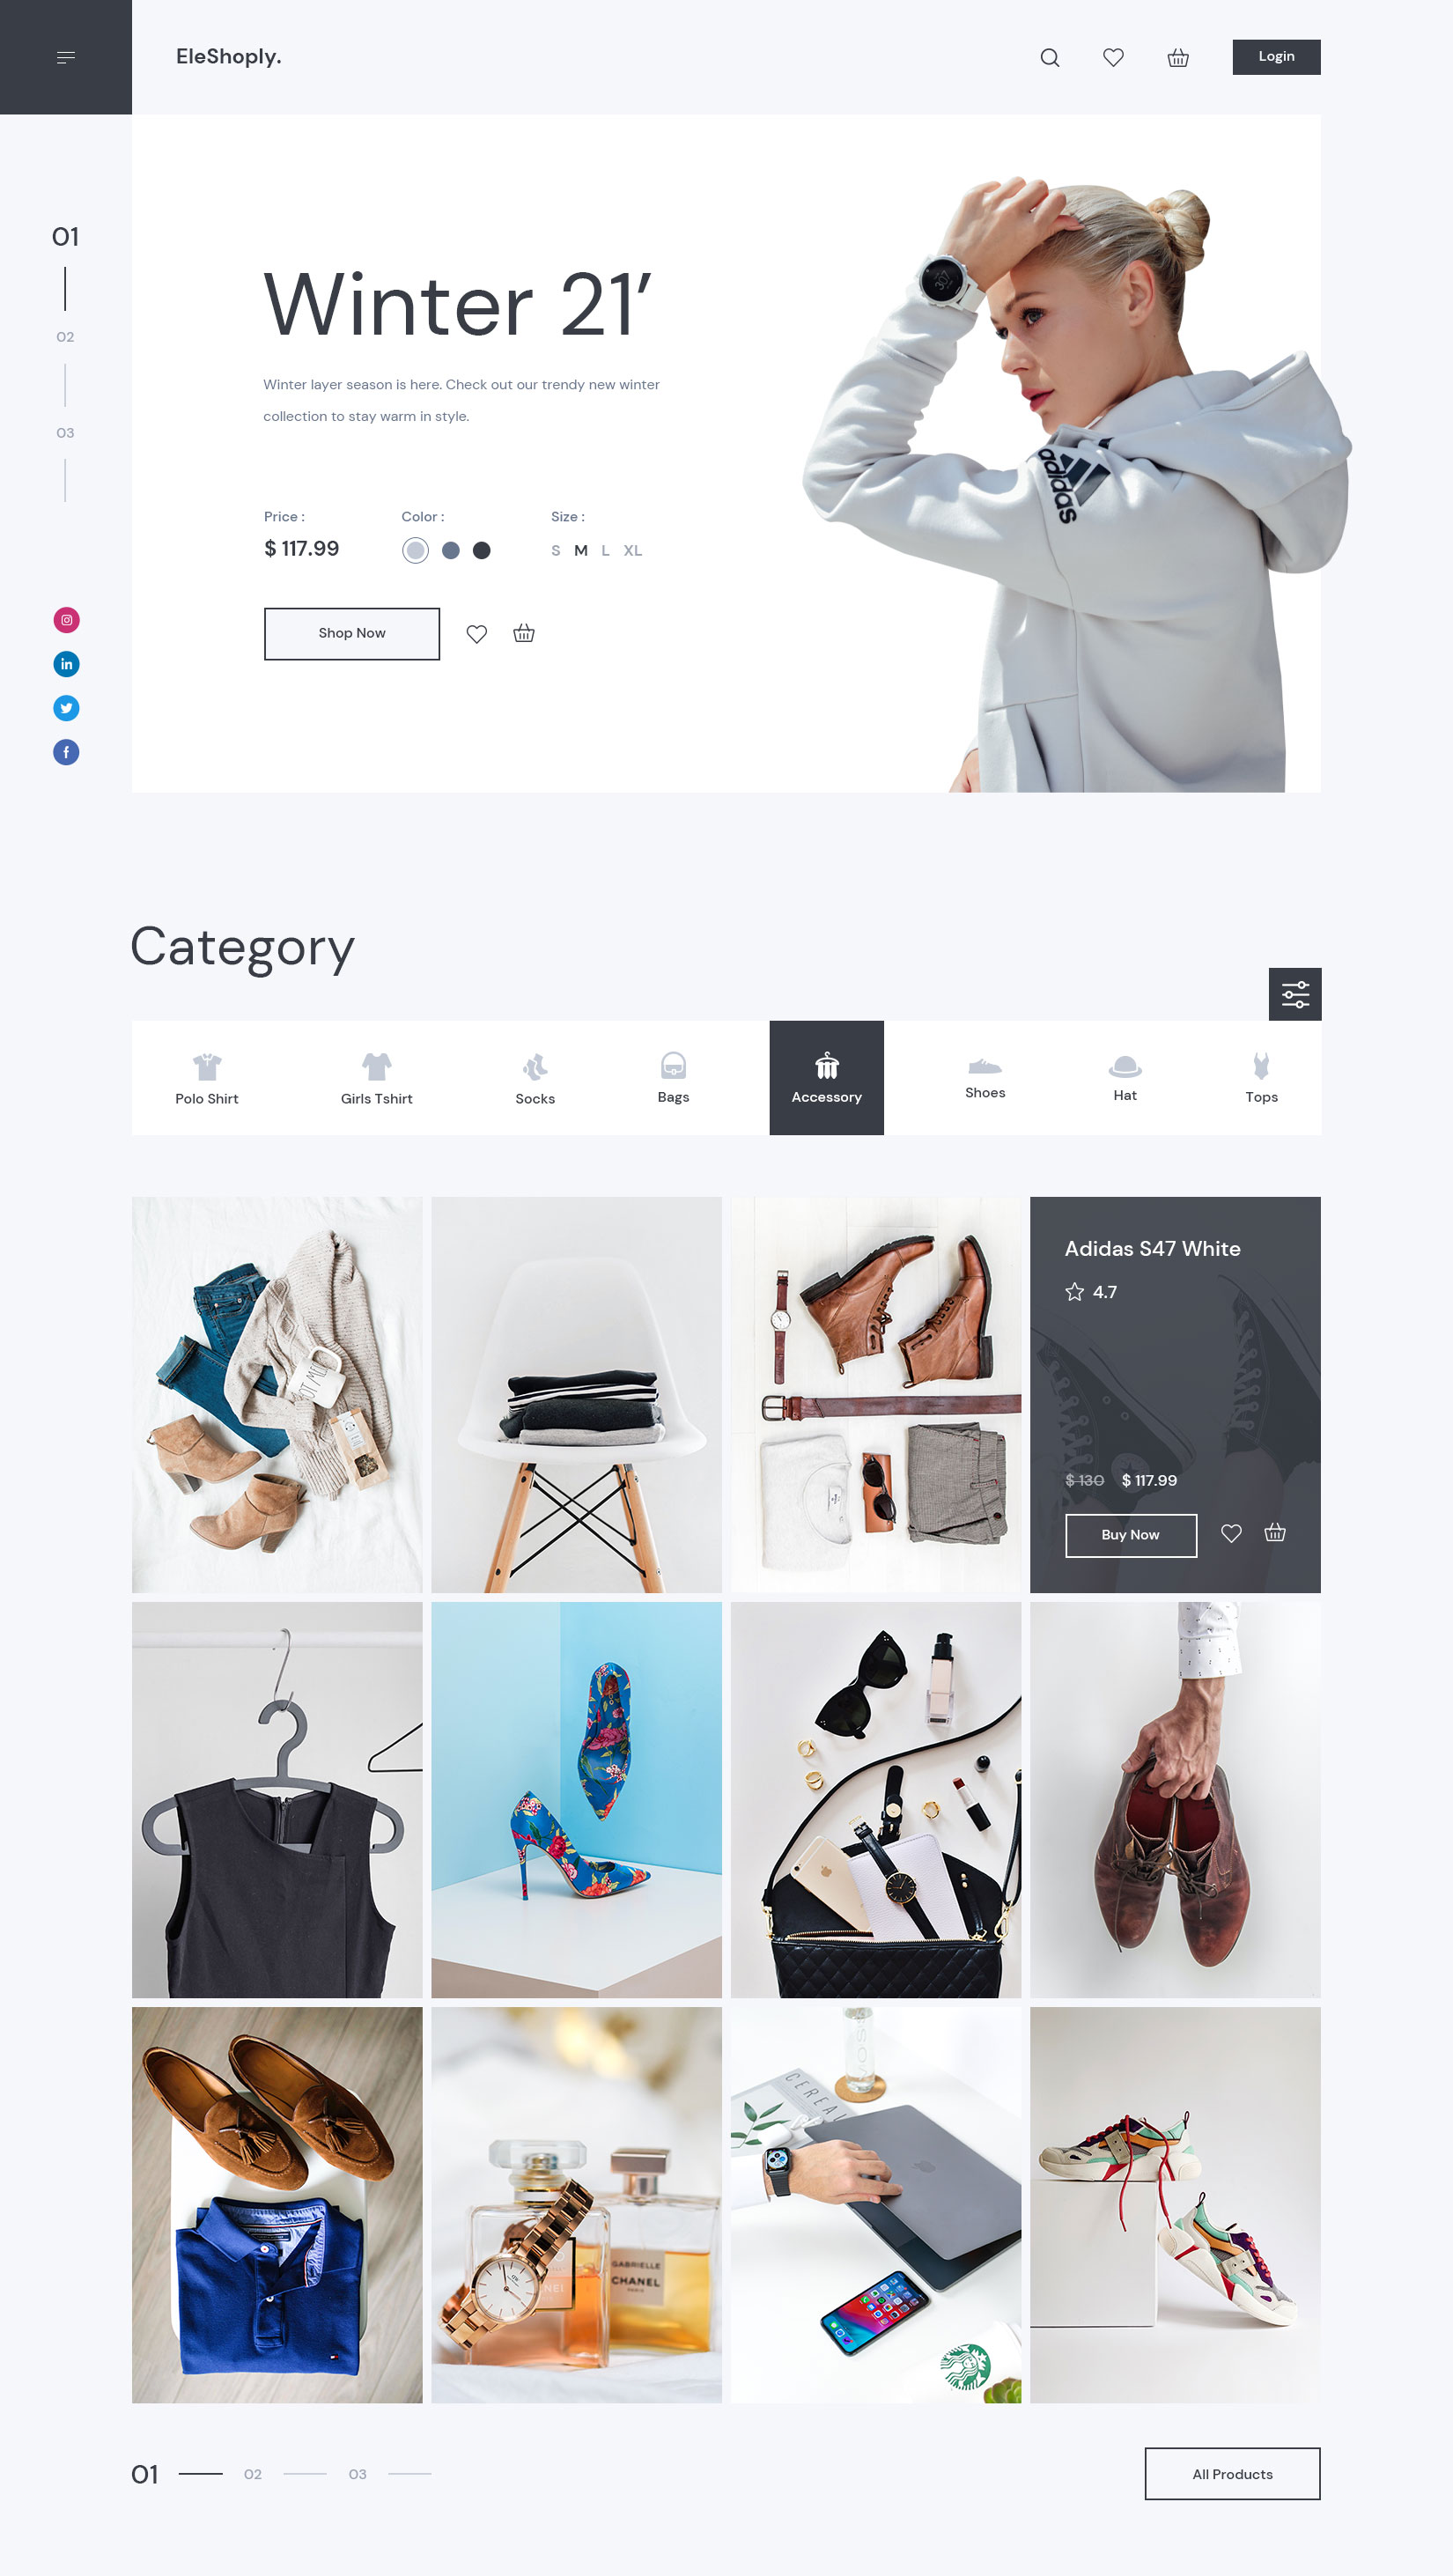 EleShoply.
Login
01
02
03
Winter 21’
Winter layer season is here. Check out our trendy new winter
collection to stay warm in style.
adidas
Price :
Color :
Size :
$ 117.99
S M L XL
Shop Now
Category
Polo Shirt
Girls Tshirt
Socks
Bags
Accessory
Shoes
Hat
Tops
Adidas S47 White
4.7
$ 130 $ 117.99
Buy Now
CEREAL
GABRIELLE
CHANEL
PARIS
01
02
03
All Products